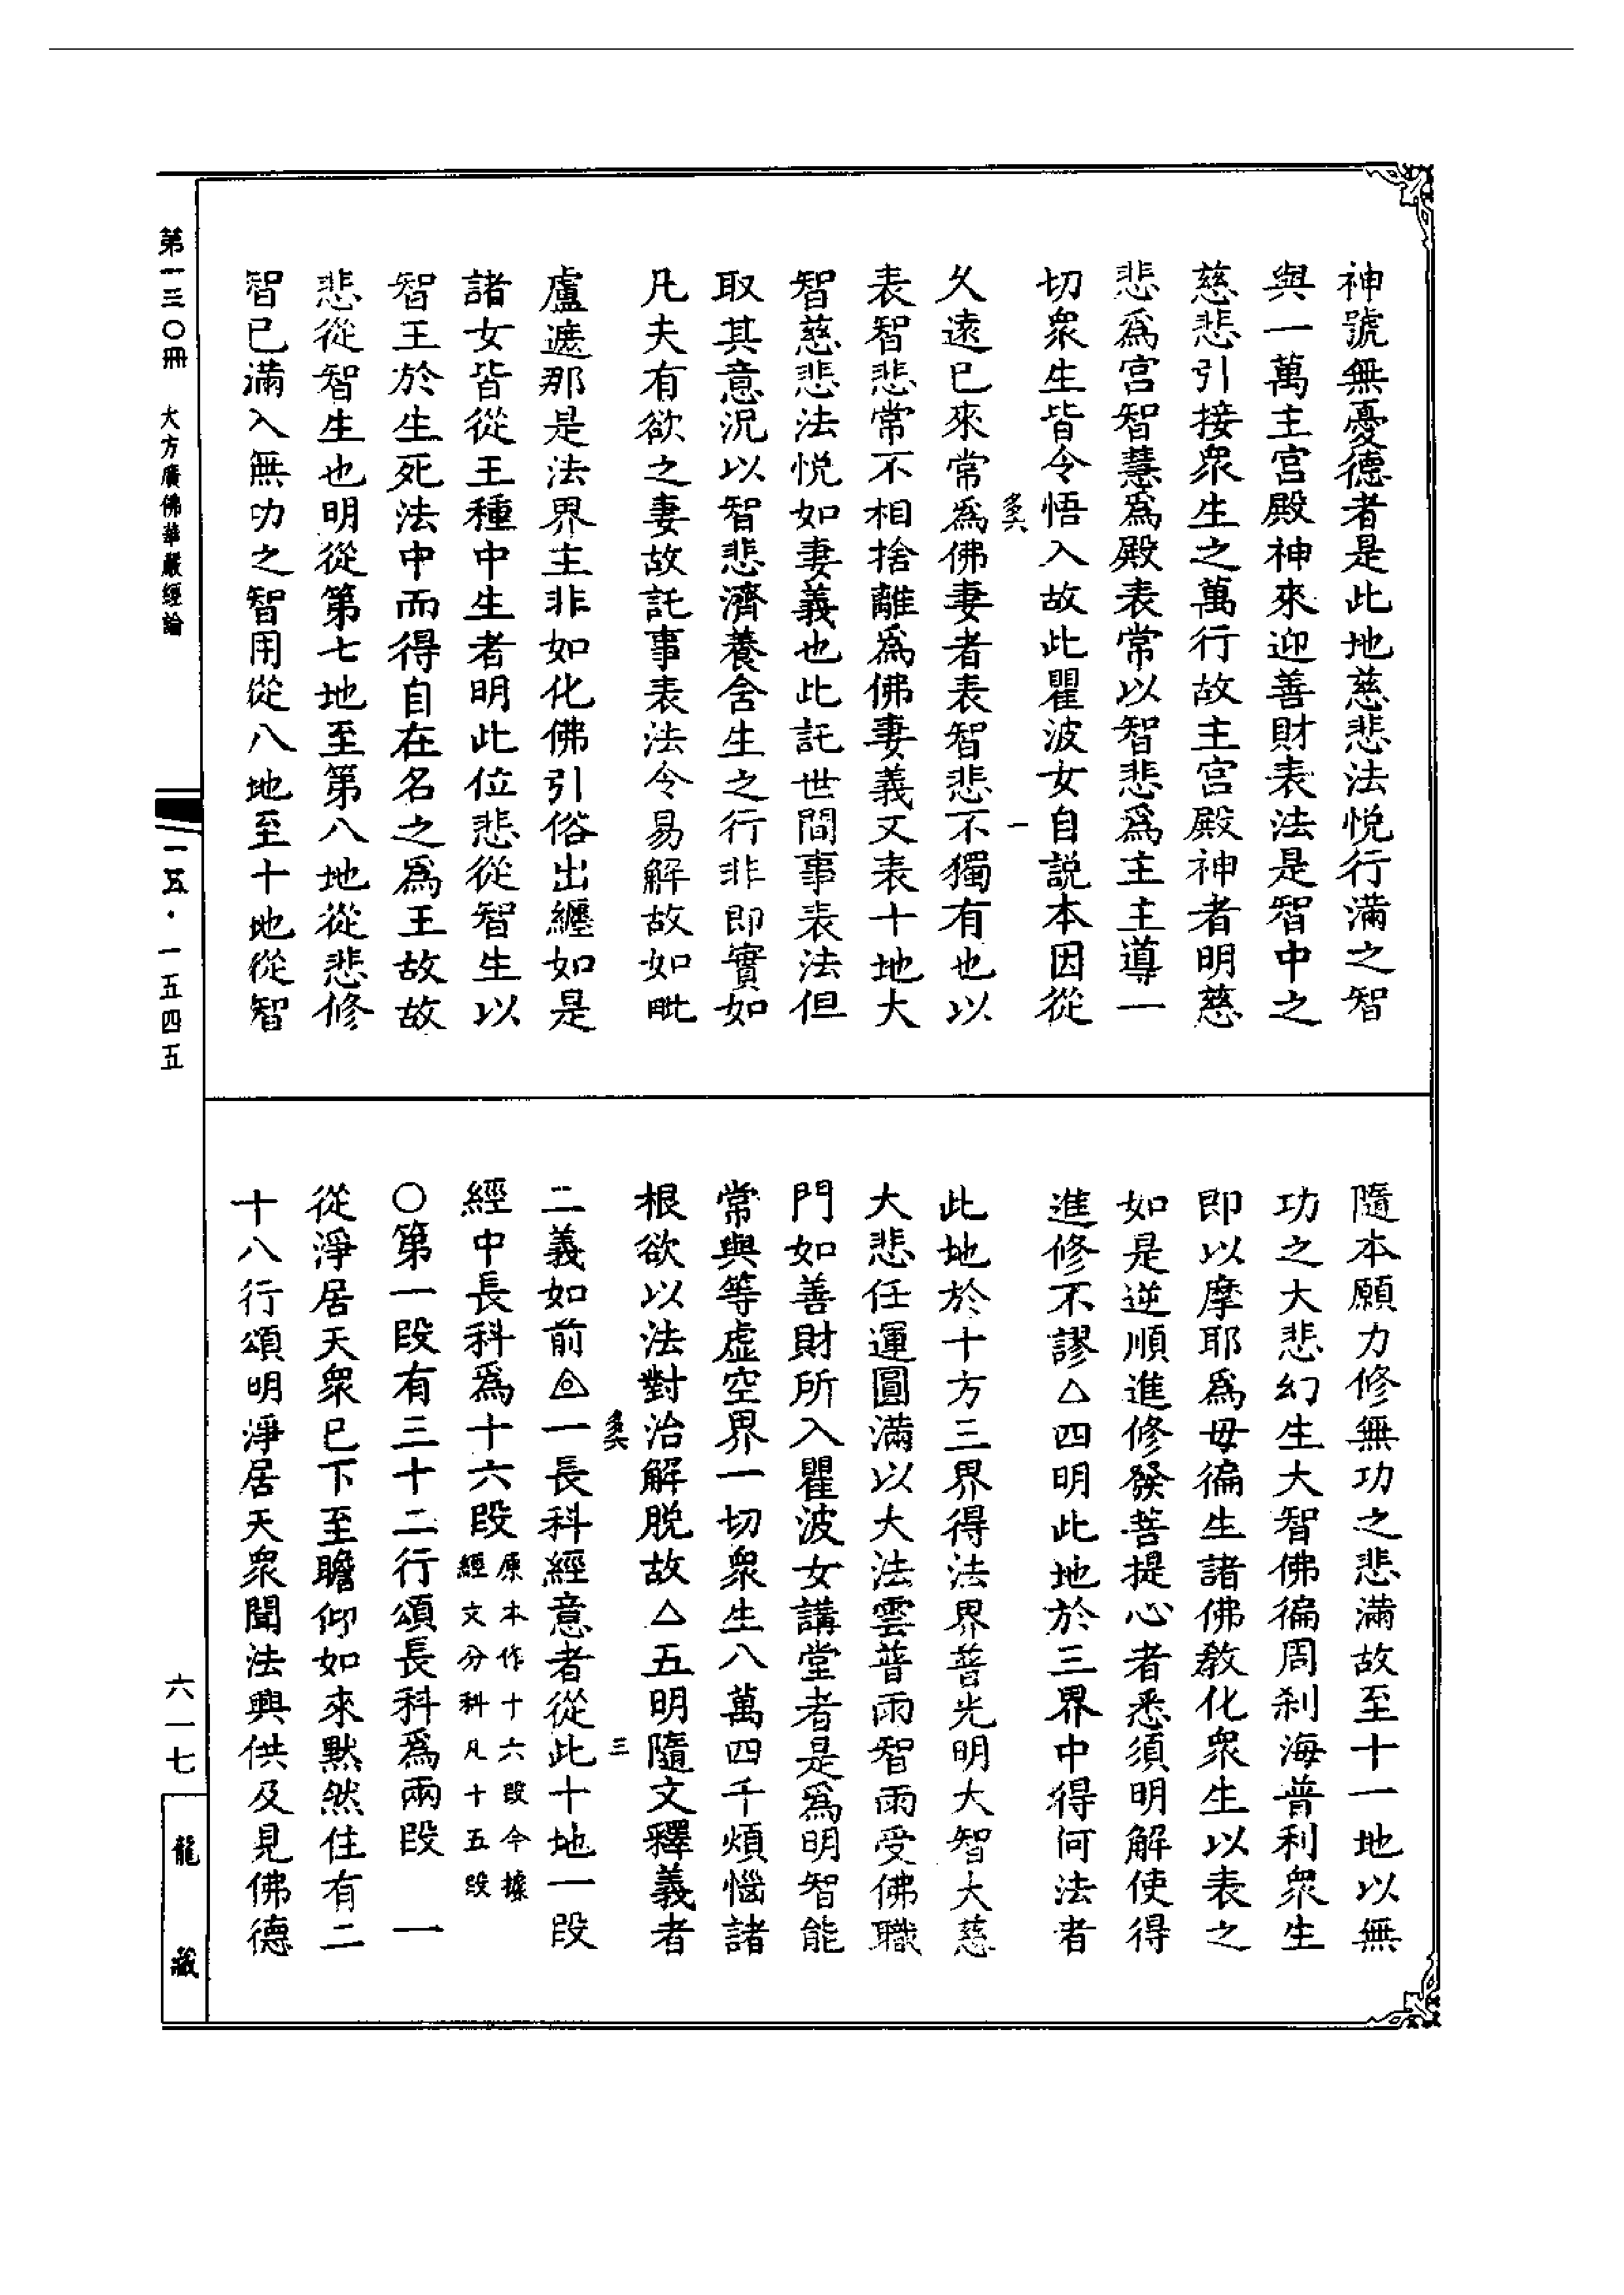 神號無憂德者是此地慈悲法悅行滿之智
與一萬主宮殿神來迎善財表法是智中之
慈悲引接衆生之萬行故主宮殿神者明慈
悲爲宮智慧爲殿表常以智悲爲主主導一
切衆生皆令悟入故此瞿波女自説本因從
一
久遠已來常爲佛妻者表智悲不獨有也以
表智悲常不相捨離爲佛妻義又表十地大
智慈悲法悅如妻義也此託世間事表法但
取其意況以智悲濟養含生之行非即實如
凡夫有欲之妻故託事表法令易解故如毗
盧遮那是法界主非如化佛引俗出纏如是
諸女皆從王種中生者明此位悲從智生以
智王於生死法中而得自在名之爲王故故
悲從智生也明從第七地至第八地從悲修
智已滿入無功之智用從八地至十地從智
隨本願力修無功之悲滿故至十一地以無
功之大悲幻生大智佛徧周刹海普利衆生
即以摩耶爲母徧生諸佛教化衆生以表之
如是逆順進修發菩提心者悉須明解使得
進修不謬△四明此地於三界中得何法者
此地於十方三界得法界普光明大智大慈
大悲任運圓滿以大法雲普雨智雨受佛職
門如善財所入瞿波女講堂者是爲明智能
常與等虛空界一切衆生八萬四千煩惱諸
根欲以法對治解脱故△五明隨文釋義者
三
二義如前◬一長科經意者從此十地一段
經中長科爲十六段原本作十六段今據經文分科凡十五段
○第一段有三十二行頌長科爲兩段 一
從淨居天衆已下至瞻仰如來默然住有二
十八行頌明淨居天衆聞法興供及見佛德
第一三〇冊 大方廣佛華嚴經論
一五·一五四五
六一七
龍藏